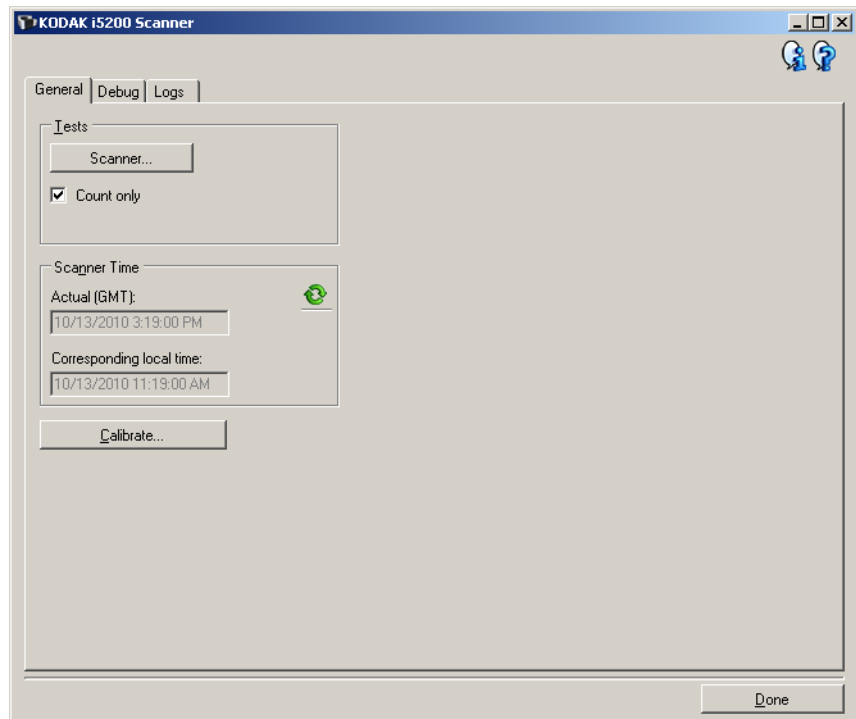 KODAK i5200 Scanner
General Debug Logs
Tests
Scanner...
Count only
Scanner Time
Actual (GMT):
10/13/2010 3:19:00 PM
Corresponding local time:
10/13/2010 11:19:00 AM
Calibrate...
Done